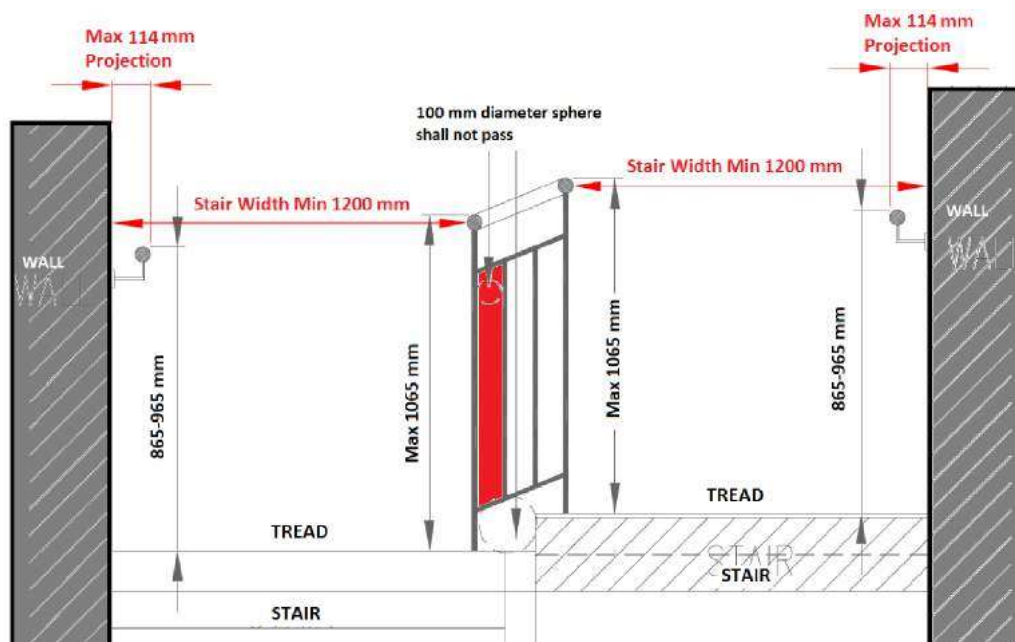 Max 114 mm
Projection
Max 114 mm
Projection
100 mm diameter sphere
shall not pass
Stair Width Min 1200 mm
Stair Width Min 1200 mm
WALL
WALL
WALL
WALL
865-965 mm
Max 1065 mm
Max 1065 mm
865-965 mm
TREAD
TREAD
STAIR
STAIR
STAIR